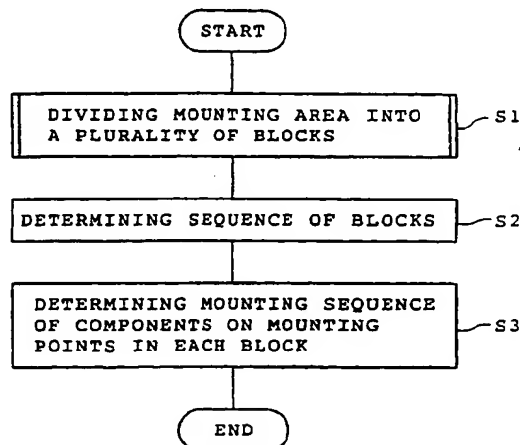 START
DIVIDING MOUNTING AREA INTO
A PLURALITY OF BLOCKS
S1
DETERMINING SEQUENCE OF BLOCKS
S2
DETERMINING MOUNTING SEQUENCE
OF COMPONENTS ON MOUNTING
POINTS IN EACH BLOCK
S3
END